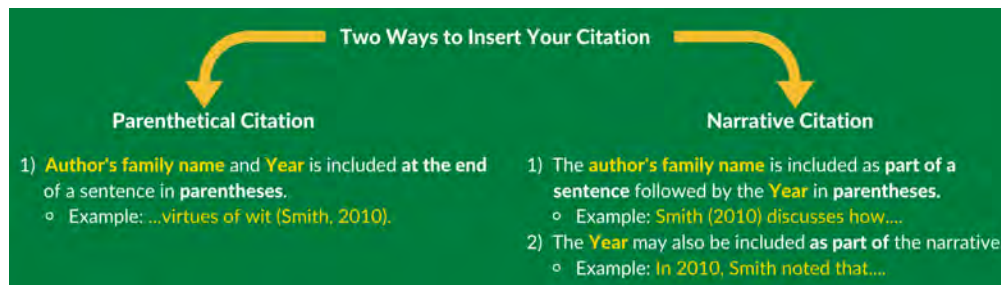 Two Ways to Insert Your Citation
Parenthetical Citation
1) Author's family name and Year is included at the end
of a sentence in parentheses.
○ Example: ...virtues of wit (Smith, 2010).
Narrative Citation
1) The author's family name is included as part of a
sentence followed by the Year in parentheses.
○ Example: Smith (2010) discusses how....
2) The Year may also be included as part of the narrative
○ Example: In 2010, Smith noted that....